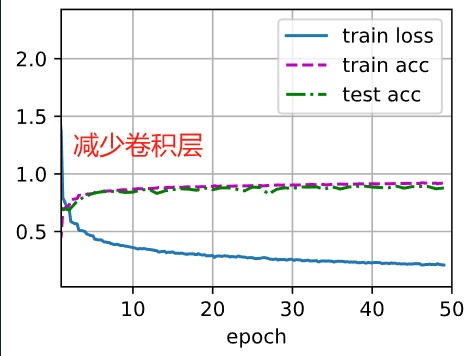 train loss
train acc
test acc
减少卷积层
2.0
1.5
1.0
0.5
10 20 30 40 50
epoch